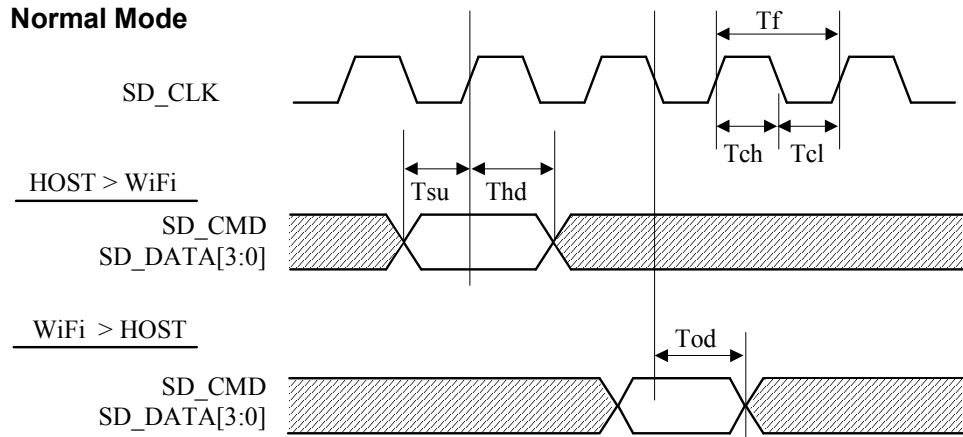 Normal Mode
Tf
SD_CLK
Tch Tcl
HOST > WiFi
Tsu Thd
SD_CMD
SD_DATA[3:0]
WiFi > HOST
Tod
SD_CMD
SD_DATA[3:0]